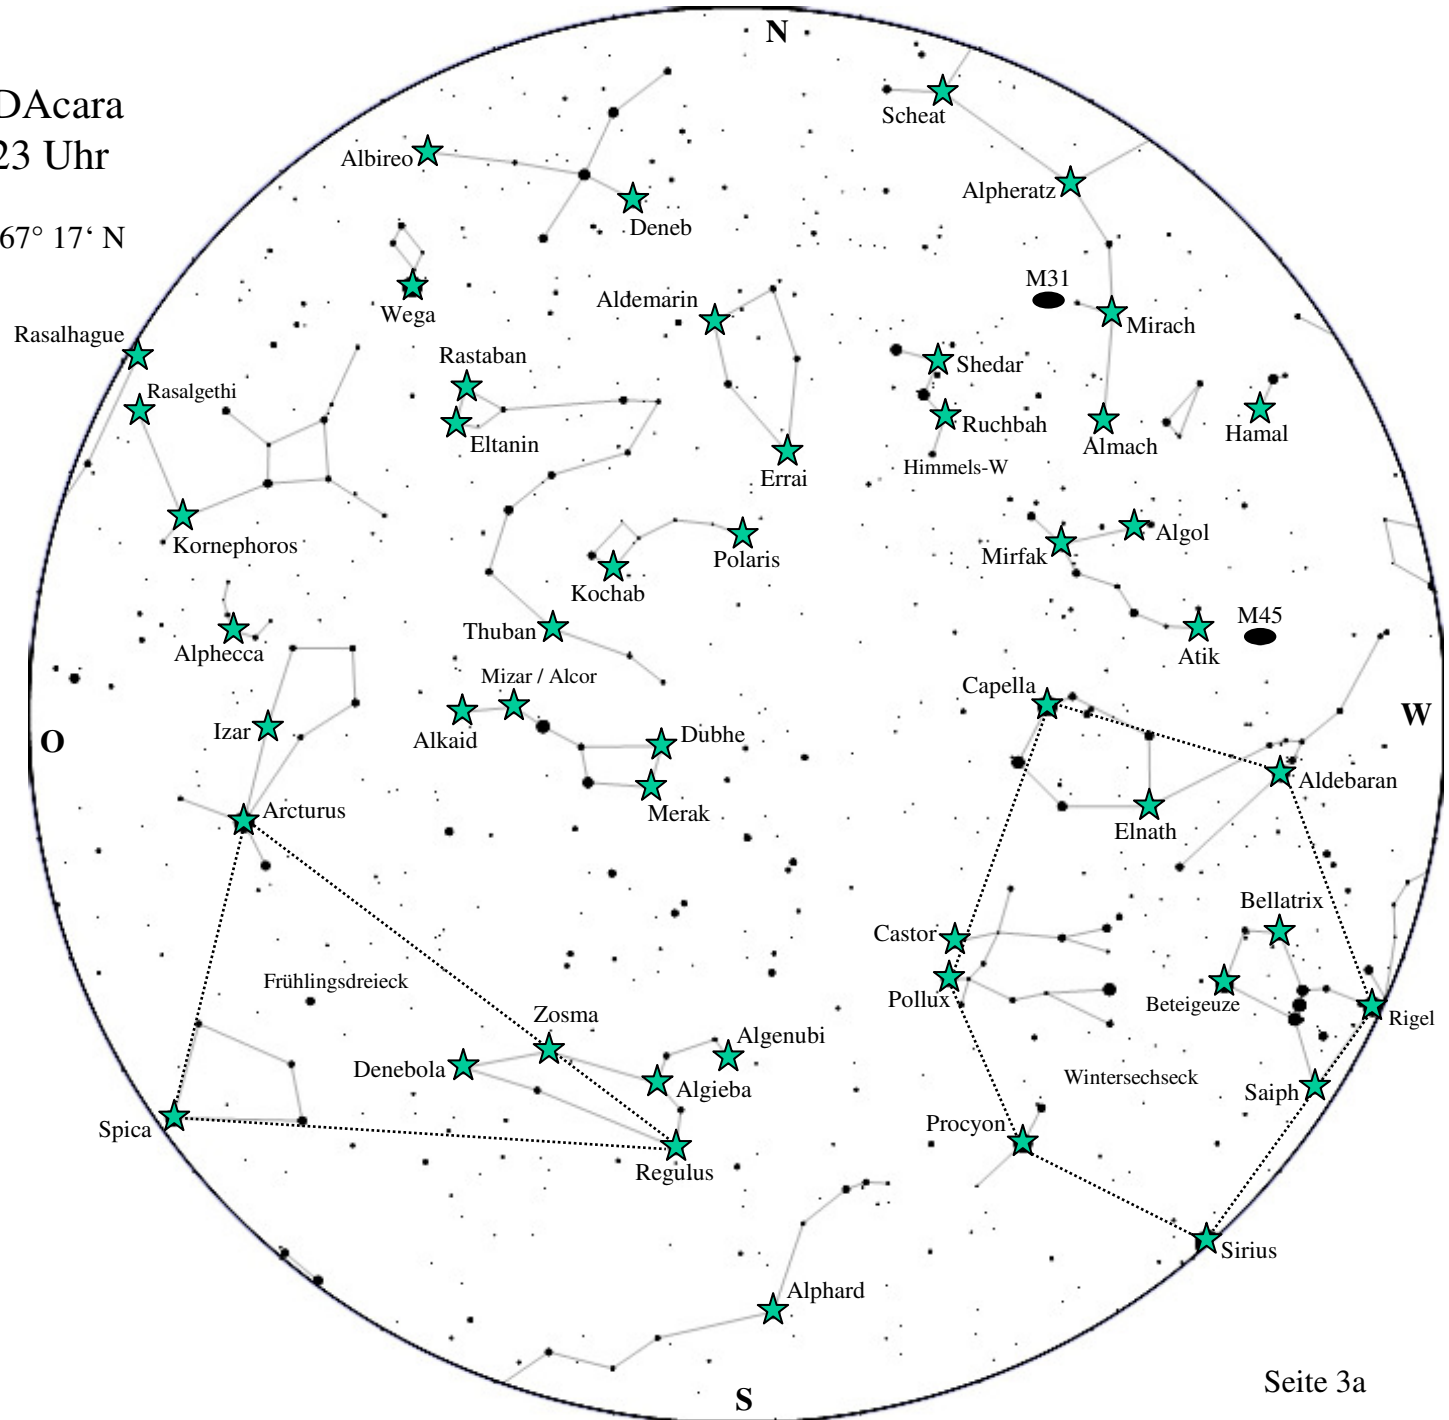 N
DAcara
23 Uhr
67° 17‘ N
Scheat
Albireo
Alpheratz
Deneb
M31
Aldemarin
Wega
Mirach
Rasalhague
Rastaban
Shedar
Rasalgethi
Ruchbah
Hamal
Eltanin
Almach
Himmels-W
Errai
Algol
Kornephoros
Mirfak
Polaris
Kochab
M45
Thuban
Alphecca
Atik
Mizar / Alcor
Capella
W
Izar
Alkaid
Dubhe
O
Aldebaran
Arcturus
Merak
Elnath
Bellatrix
Castor
Frühlingsdreieck
Pollux
Beteigeuze
Zosma
Rigel
Algenubi
Denebola
Wintersechseck
Algieba
Saiph
Procyon
Spica
Regulus
Sirius
Alphard
Seite 3a
S